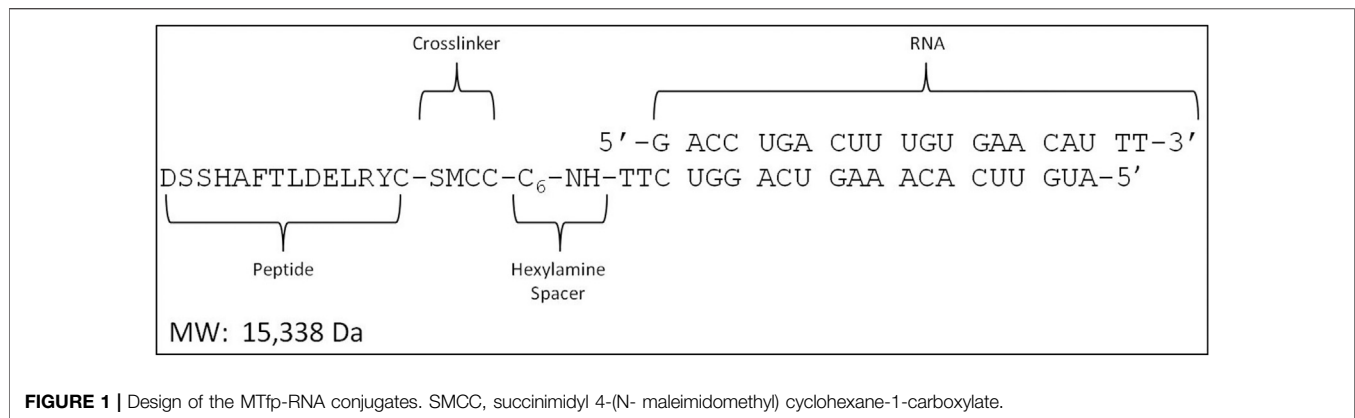 Crosslinker
RNA
5'-G ACC UGA CUU UGU GAA CAU TT-3'
DSSHAFTLDELRYC-SMCC-C₆-NH-TTC UGG ACU GAA ACA CUU GUA-5'
Peptide
Hexylamine
Spacer
MW: 15,338 Da
FIGURE 1 | Design of the MTfp-RNA conjugates. SMCC, succinimidyl 4-(N- maleimidomethyl) cyclohexane-1-carboxylate.